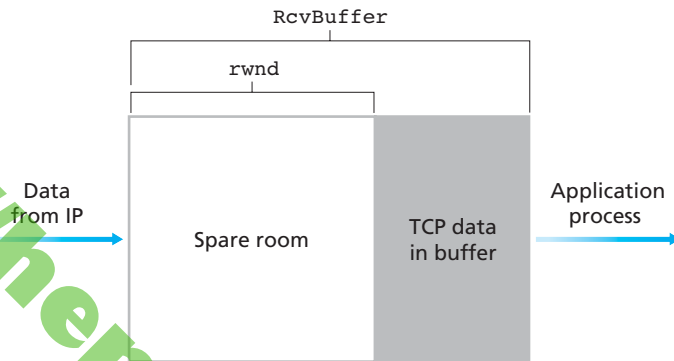 RcvBuffer
rwnd
Data
from IP
Spare room
TCP data
in buffer
Application
process